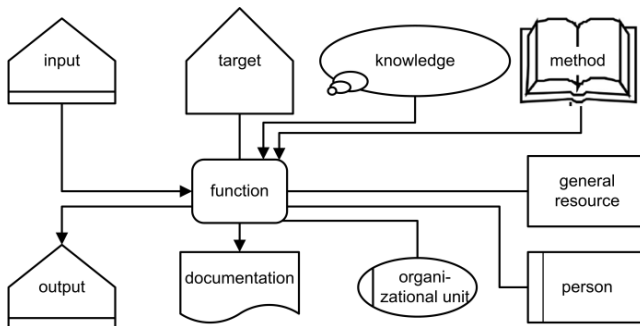 input
target
knowledge
method
function
general
resource
output
documentation
organi-
zational unit
person